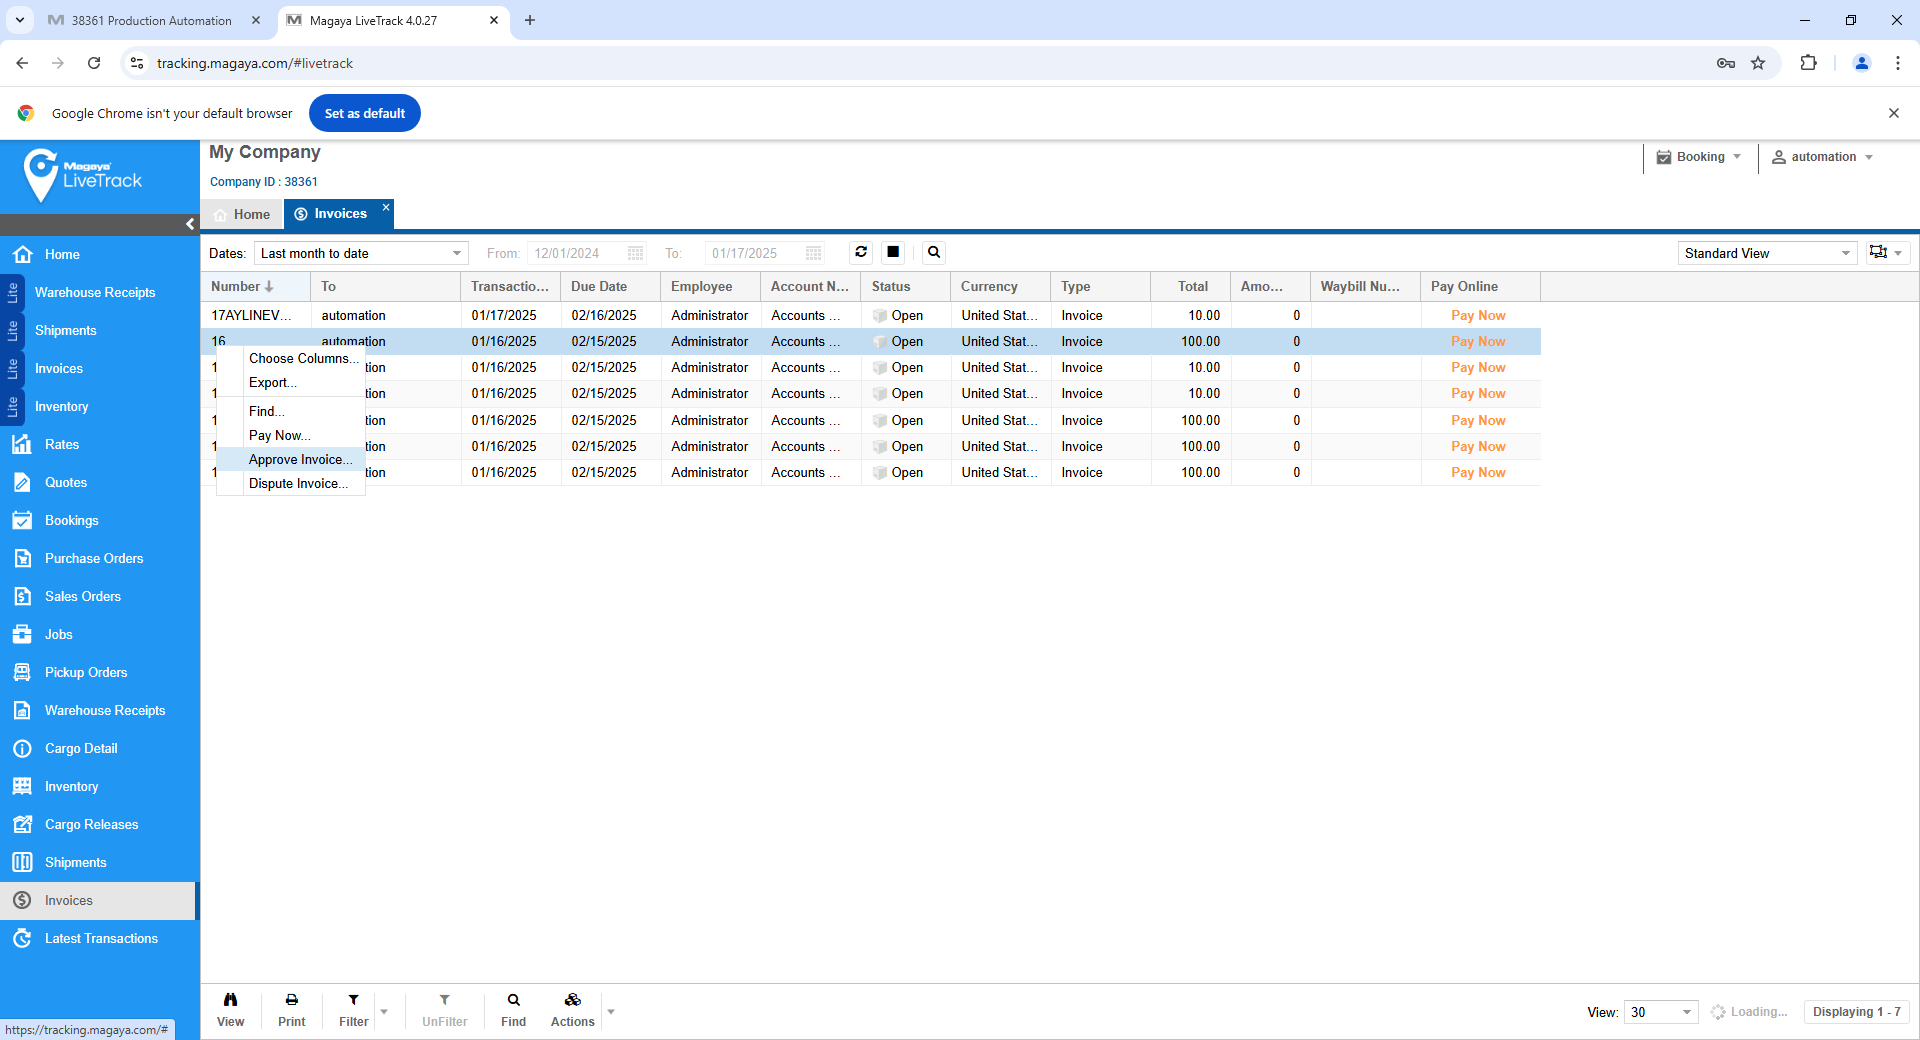 38361 Production Automation
Magaya LiveTrack 4.0.27
tracking.magaya.com/#livetrack
Google Chrome isn't your default browser
Set as default
Magaya
LiveTrack
My Company
Company ID : 38361
Booking
automation
Home
Invoices
Dates:
Last month to date
From:
12/01/2024
To:
01/17/2025
Standard View
Number To Transactio... Due Date Employee Account N... Status Currency Type Total Amo... Waybill Nu... Pay Online
17AYLINEV... automation 01/17/2025 02/16/2025 Administrator Accounts ... Open United Stat... Invoice 10.00 0 Pay Now
16 automation 01/16/2025 02/15/2025 Administrator Accounts ... Open United Stat... Invoice 100.00 0 Pay Now
1 tion 01/16/2025 02/15/2025 Administrator Accounts ... Open United Stat... Invoice 10.00 0 Pay Now
1 tion 01/16/2025 02/15/2025 Administrator Accounts ... Open United Stat... Invoice 10.00 0 Pay Now
1 tion 01/16/2025 02/15/2025 Administrator Accounts ... Open United Stat... Invoice 100.00 0 Pay Now
1 tion 01/16/2025 02/15/2025 Administrator Accounts ... Open United Stat... Invoice 100.00 0 Pay Now
1 tion 01/16/2025 02/15/2025 Administrator Accounts ... Open United Stat... Invoice 100.00 0 Pay Now
Choose Columns...
Export...
Find...
Pay Now...
Approve Invoice...
Dispute Invoice...
Home
Lite Warehouse Receipts
Lite Shipments
Lite Invoices
Lite Inventory
Rates
Quotes
Bookings
Purchase Orders
Sales Orders
Jobs
Pickup Orders
Warehouse Receipts
Cargo Detail
Inventory
Cargo Releases
Shipments
Invoices
Latest Transactions
https://tracking.magaya.com/#
View
Print
Filter
UnFilter
Find
Actions
View:
30
Loading...
Displaying 1 - 7